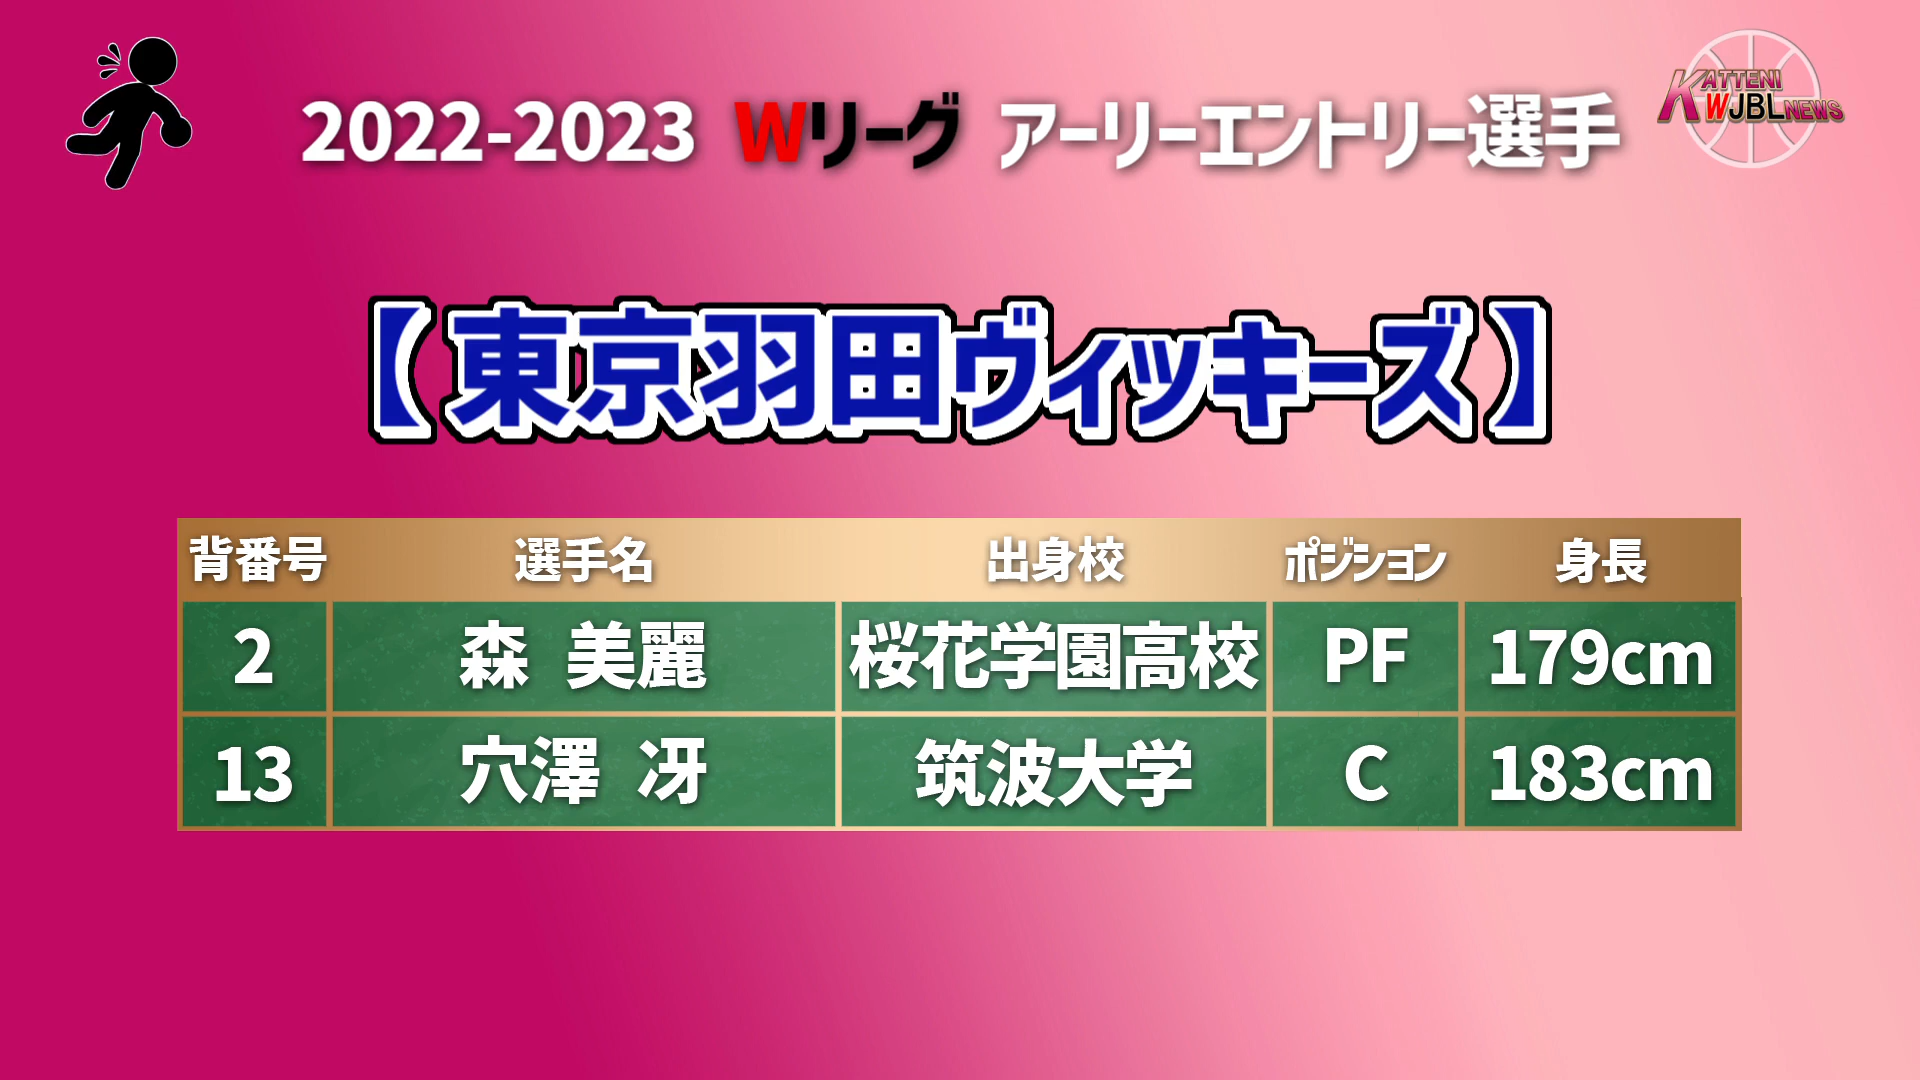 2022-2023 Wリーグ アーリーエントリー選手
KATTENI
WJBL NEWS
【東京羽田ヴィッキーズ】
背番号 選手名 出身校 ポジション 身長
2 森 美麗 桜花学園高校 PF 179cm
13 穴澤 冴 筑波大学 C 183cm